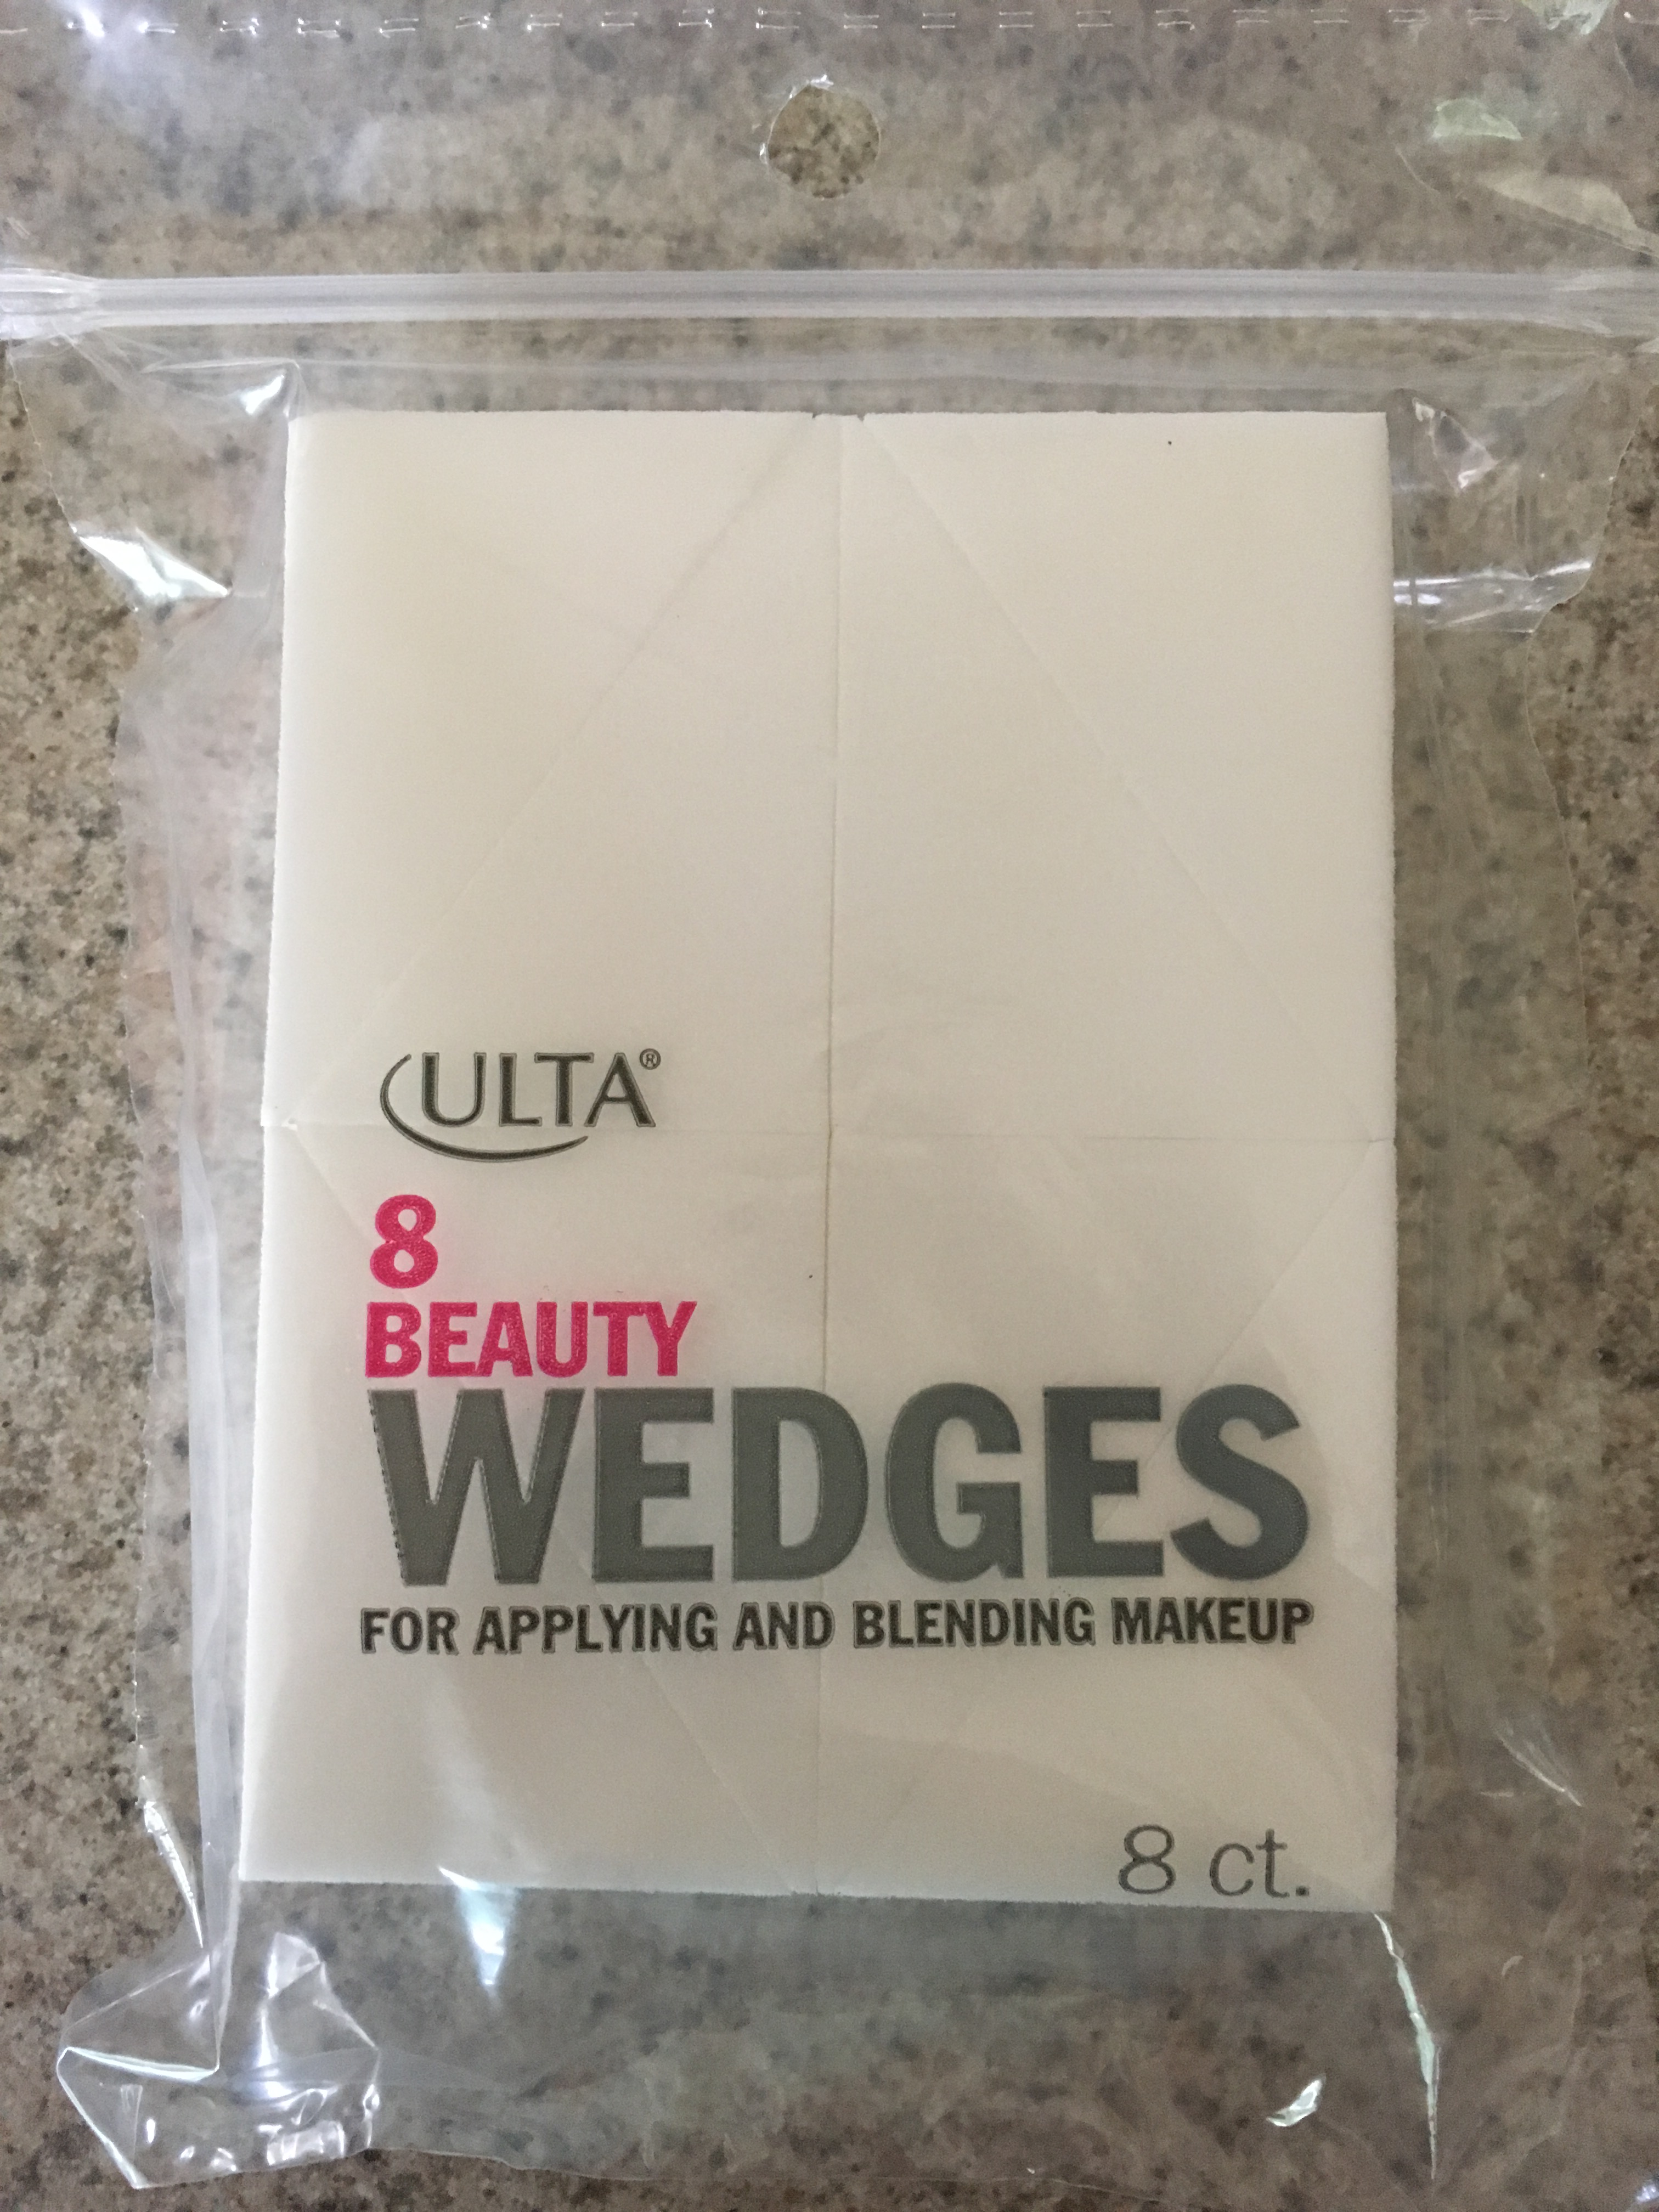 ULTA®
8
BEAUTY
WEDGES
FOR APPLYING AND BLENDING MAKEUP
8 ct.